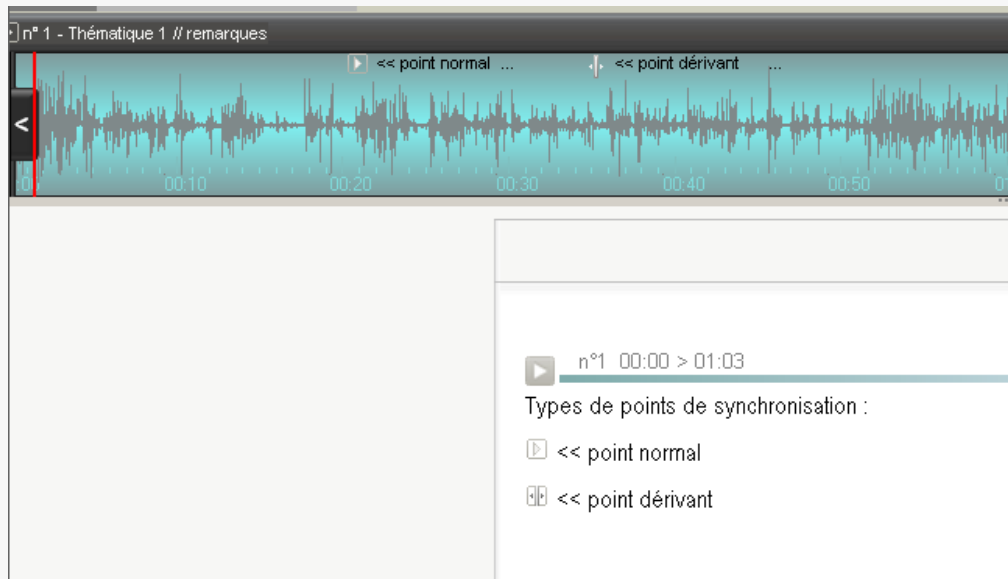 n° 1 - Thématique 1 // remarques
<< point normal ... << point dérivant ...
<
00:10 00:20 00:30 00:40 00:50
n°1 00:00 > 01:03
Types de points de synchronisation :
<< point normal
<< point dérivant